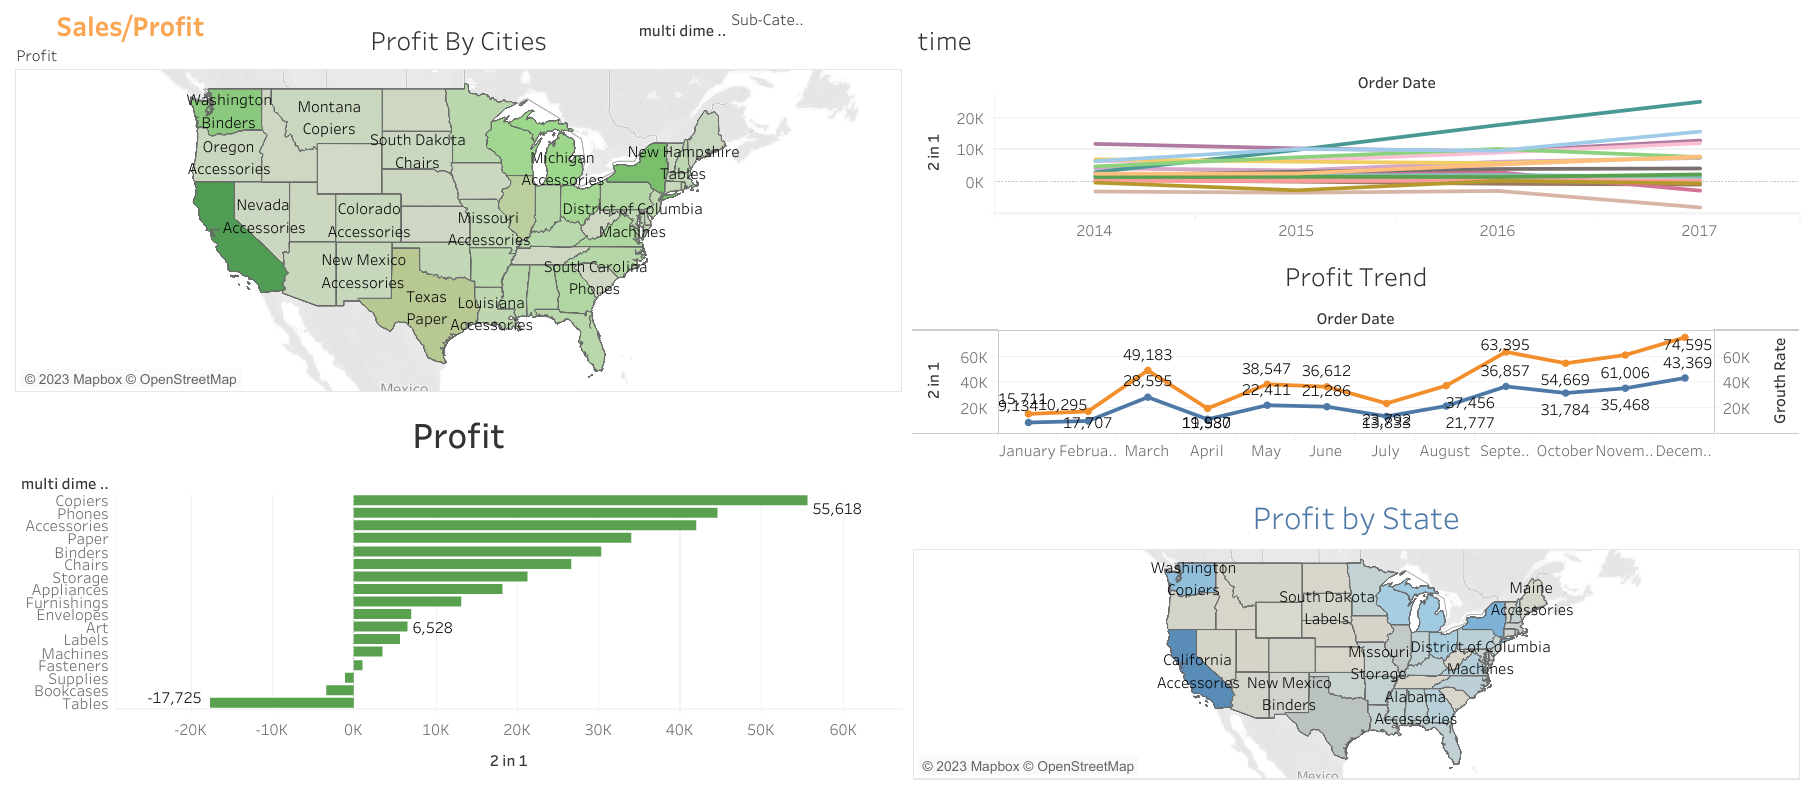 Sales/Profit
Profit
Profit By Cities
multi dime ..
Sub-Cate..
Washington
Binders
Montana
Copiers
Oregon
Accessories
South Dakota
Chairs
Michigan
Accessories
New Hampshire
Tables
Nevada
Accessories
Colorado
Accessories
Missouri
Accessories
District of Columbia
Machines
New Mexico
Accessories
South Carolina
Phones
Texas
Paper
Louisiana
Accessories
Mexico
© 2023 Mapbox © OpenStreetMap
Profit
multi dime ..
Copiers
Phones
Accessories
Paper
Binders
Chairs
Storage
Appliances
Furnishings
Envelopes
Art
Labels
Machines
Fasteners
Supplies
Bookcases
Tables
55,618
6,528
-17,725
-20K -10K 0K 10K 20K 30K 40K 50K 60K
2 in 1
time
Order Date
2 in 1
20K
10K
0K
2014 2015 2016 2017
Profit Trend
Order Date
2 in 1
60K
40K
20K
15,711
9,134
10,295
17,707
49,183
28,595
11,587
19,930
38,547
22,411
36,612
21,286
37,456
21,777
63,395
36,857
54,669
31,784
61,006
35,468
74,595
43,369
60K
40K
20K
Grouth Rate
January Februa.. March April May June July August Septe.. October Novem.. Decem..
Profit by State
Washington
Copiers
South Dakota
Labels
Maine
Accessories
California
Accessories
Missouri
Storage
District of Columbia
Machines
New Mexico
Binders
Alabama
Accessories
Mexico
© 2023 Mapbox © OpenStreetMap